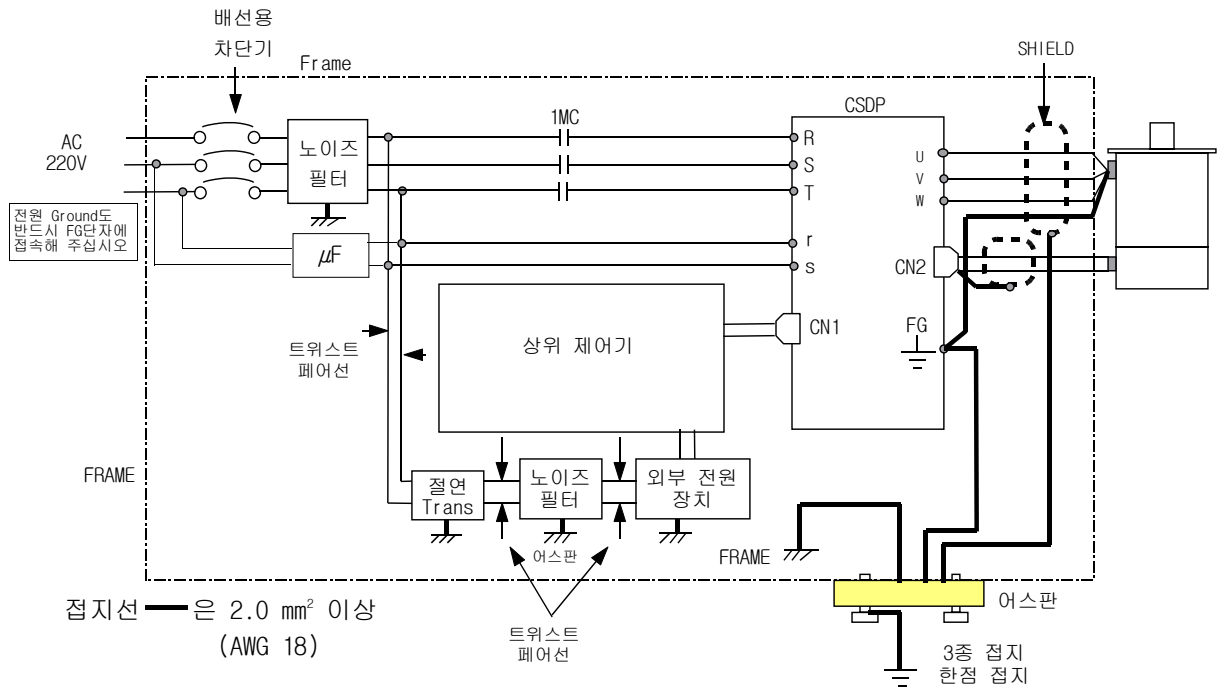 배선용
차단기
Frame
SHIELD
1MC
CSDP
AC
220V
노이즈
필터
R
S
T
U
V
W
전원 Ground도
반드시 FG단자에
접속해 주십시오
μF
r
s
CN2
CN1
FG
트위스트
페어선
상위 제어기
FRAME
절연
Trans
노이즈
필터
외부 전원
장치
어스판
FRAME
접지선 은 2.0 mm² 이상
(AWG 18)
트위스트
페어선
어스판
3종 접지
한점 접지